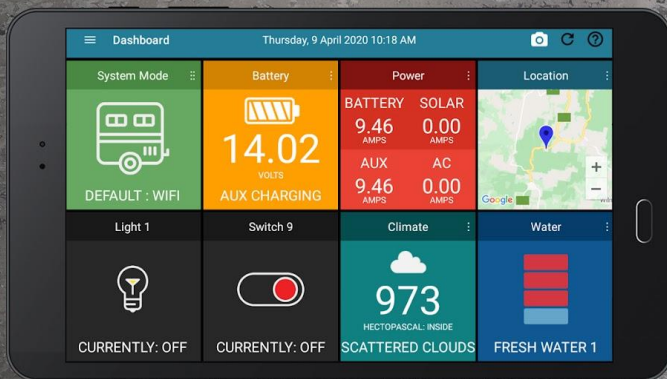 Dashboard
Thursday, 9 April 2020 10:18 AM
System Mode
DEFAULT : WIFI
Battery
14.02
VOLTS
AUX CHARGING
Power
BATTERY SOLAR
9.46 0.00
AMPS AMPS
AUX AC
9.46 0.00
AMPS AMPS
Location
+
−
Google
Light 1
CURRENTLY: OFF
Switch 9
CURRENTLY: OFF
Climate
973
HECTOPASCAL: INSIDE
SCATTERED CLOUDS
Water
FRESH WATER 1